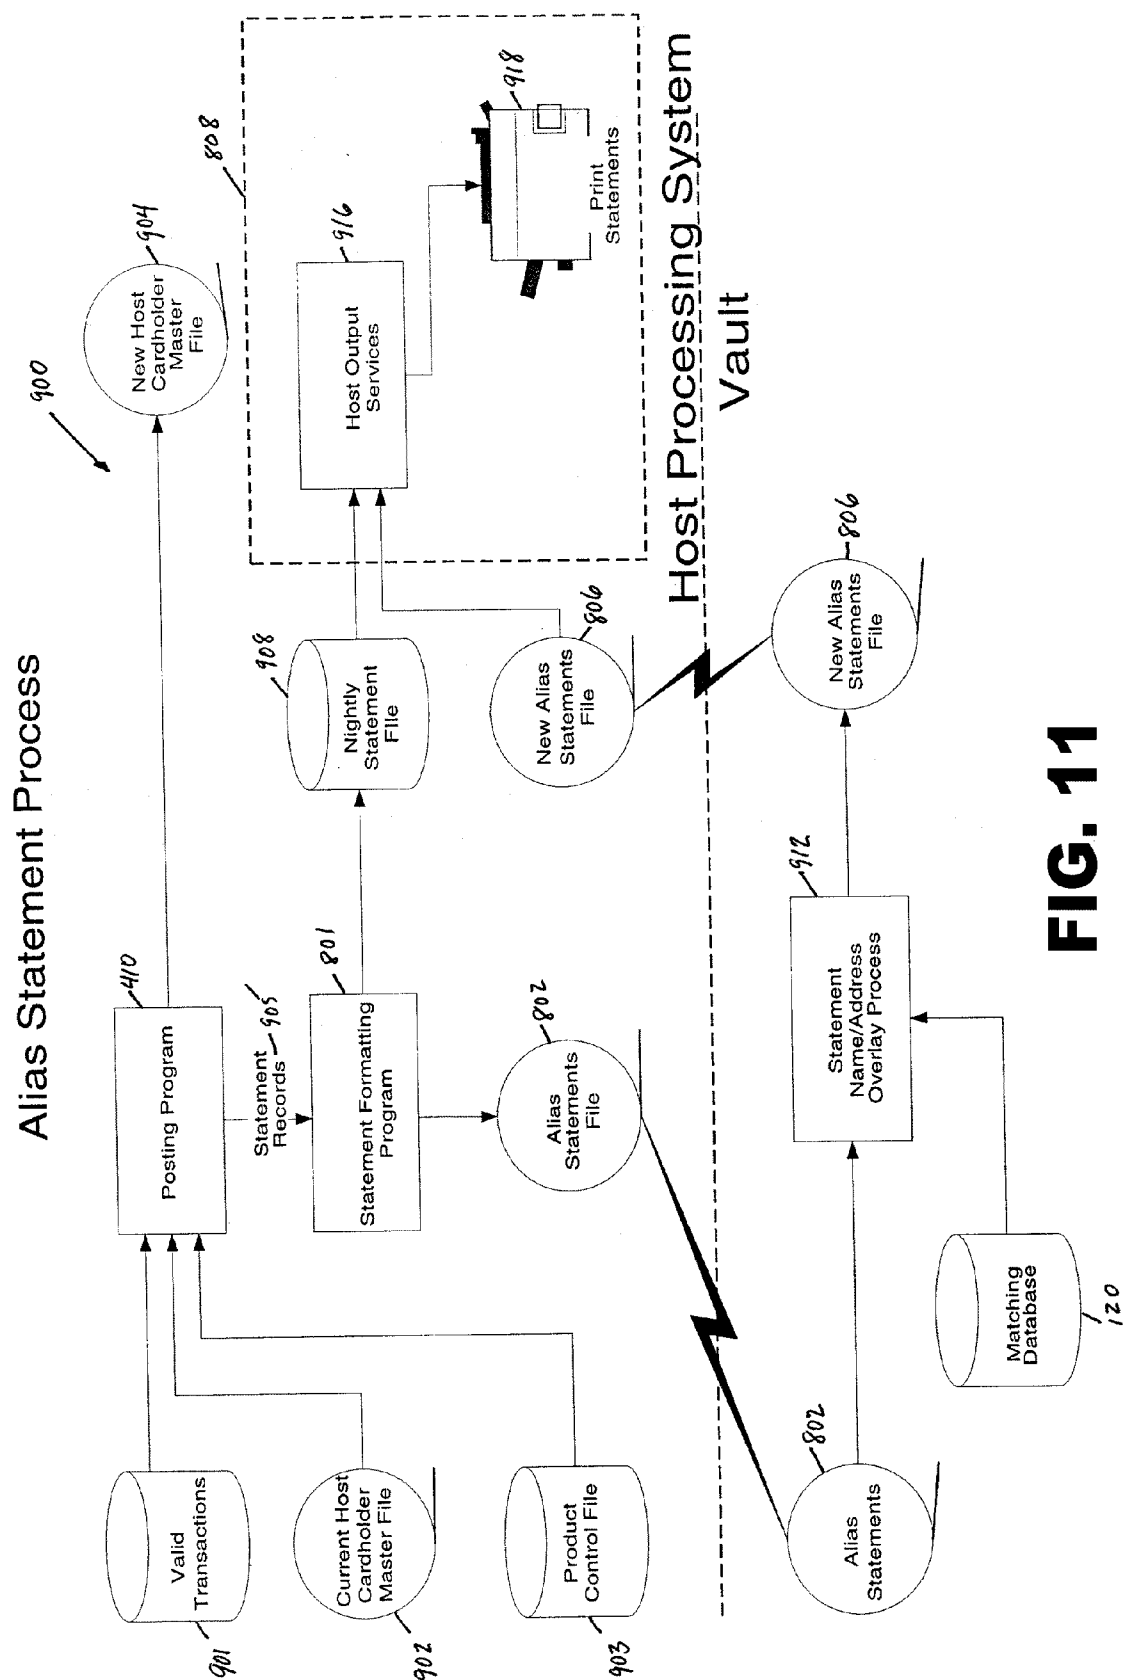 Alias Statement Process
900
Valid
Transactions
901
Current Host
Cardholder
Master File
902
Product
Control File
903
Posting Program
410
Statement
Records
905
Statement Formatting
Program
801
Alias
Statements
File
802
New Host
Cardholder
Master
File
904
Nightly
Statement
FIle
908
New Alias
Statements
File
806
808
Host Output
Services
916
918
Print
Statements
Host Processing System
Vault
Alias
Statements
802
Matching
Database
120
Statement
Name/Address
Overlay Process
912
New Alias
Statements
File
806
FIG. 11